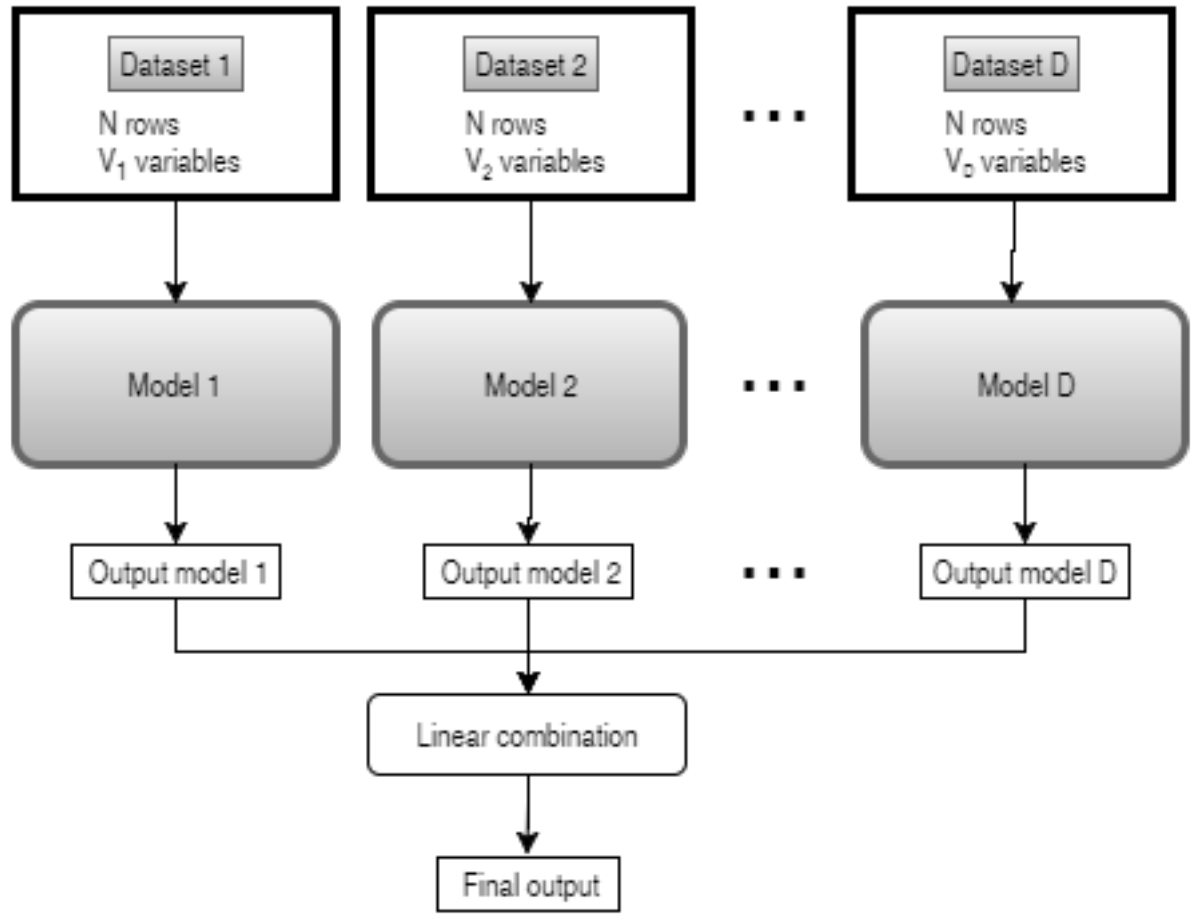 Dataset 1
N rows
V₁ variables
Dataset 2
N rows
V₂ variables
...
Dataset D
N rows
V_D variables
Model 1
Model 2
...
Model D
Output model 1
Output model 2
...
Output model D
Linear combination
Final output